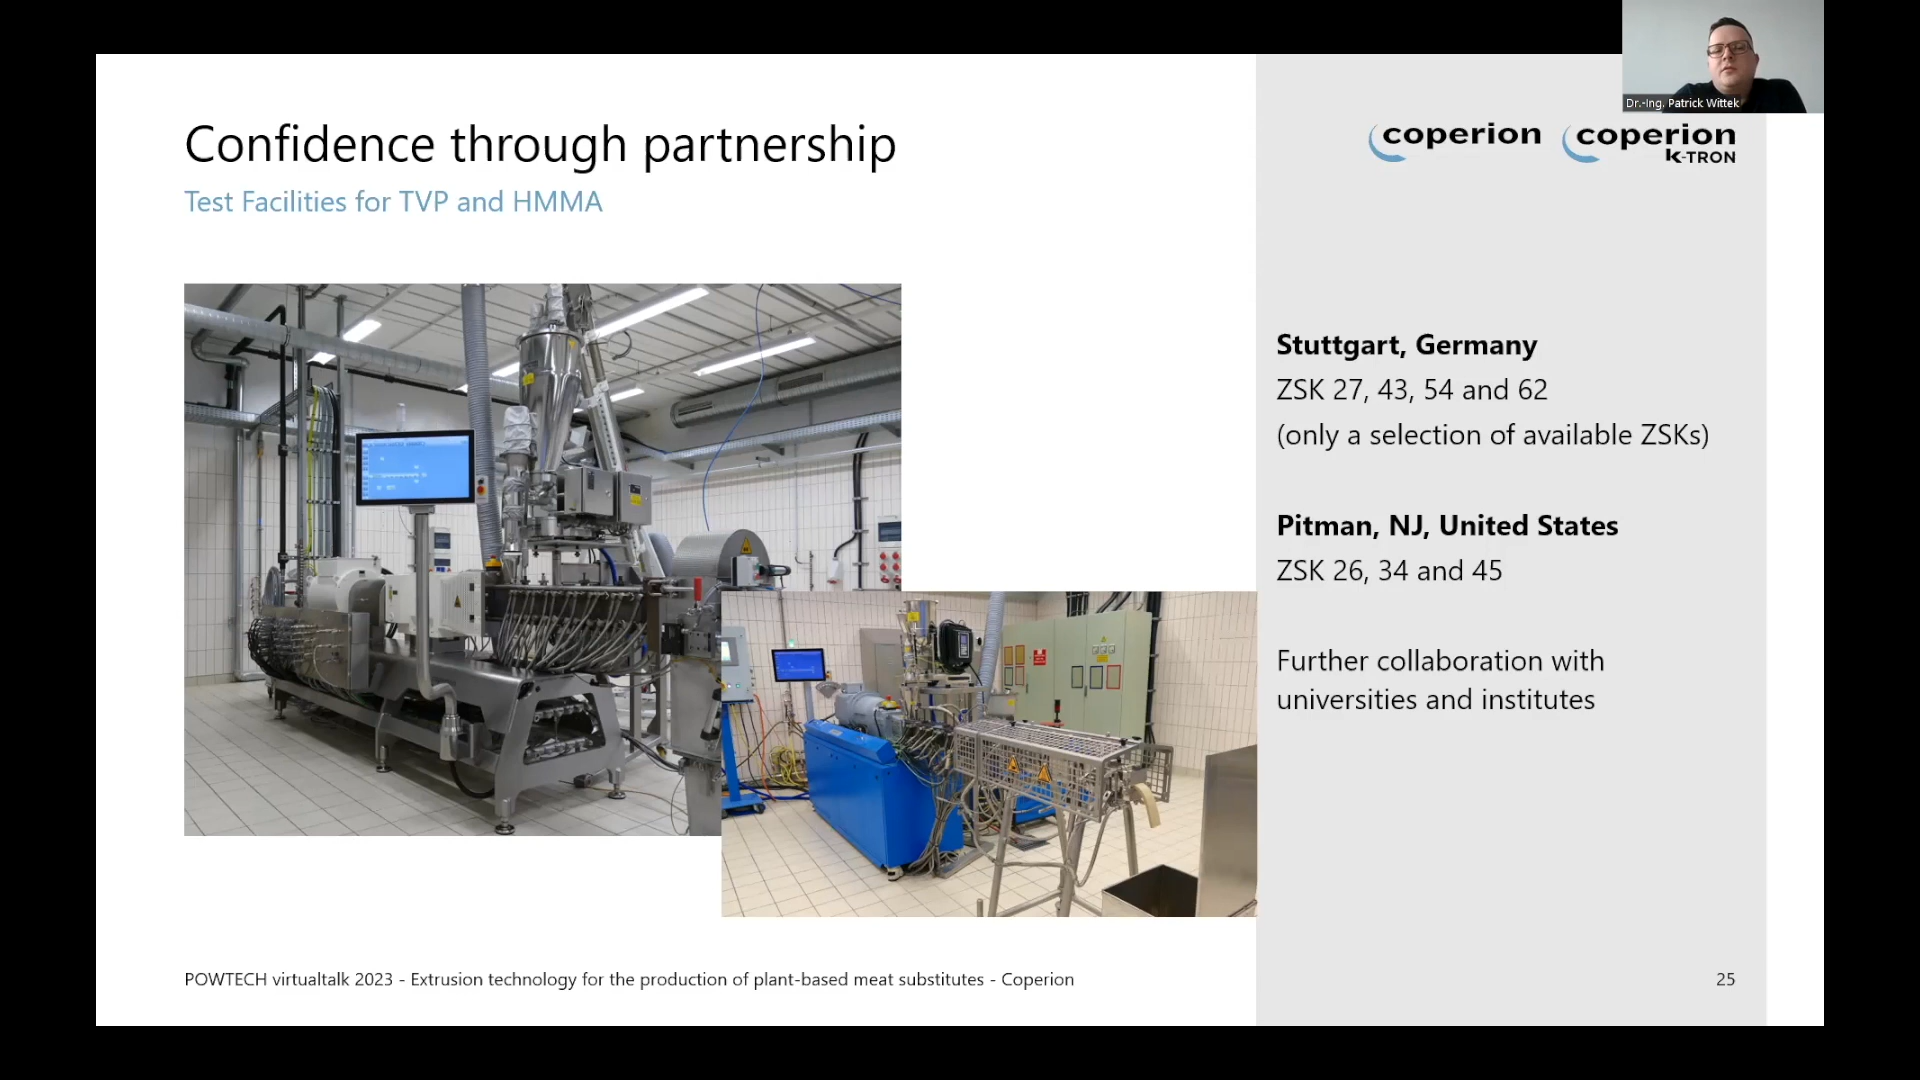 Dr.-Ing. Patrick Wittek
Confidence through partnership
coperion
coperion
K-TRON
Test Facilities for TVP and HMMA
Stuttgart, Germany
ZSK 27, 43, 54 and 62
(only a selection of available ZSKs)
Pitman, NJ, United States
ZSK 26, 34 and 45
Further collaboration with
universities and institutes
POWTECH virtualtalk 2023 - Extrusion technology for the production of plant-based meat substitutes - Coperion
25